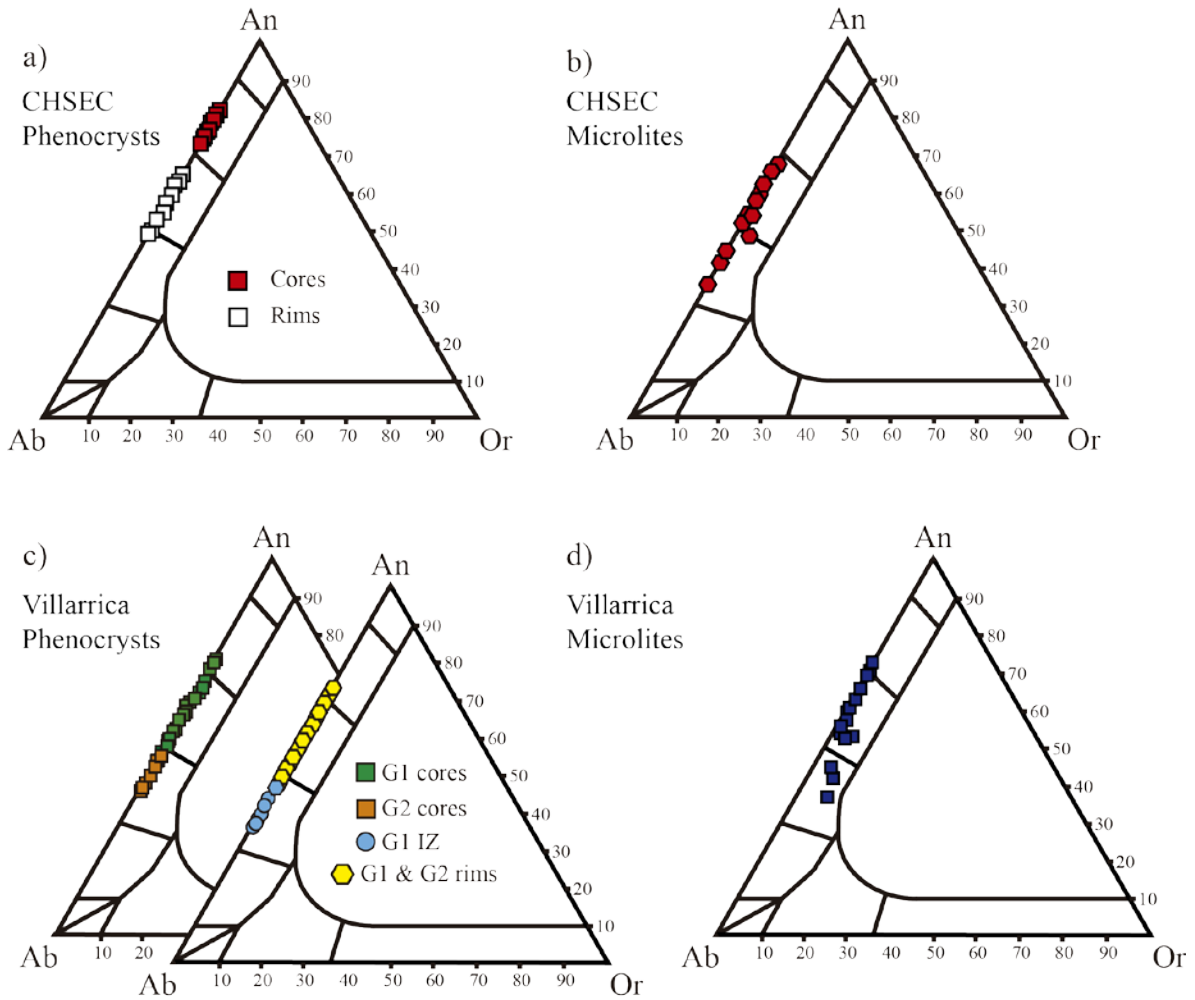 An
a)
CHSEC
Phenocrysts
90
80
70
60
50
40
30
20
10
Cores
Rims
Ab
10 20 30 40 50 60 70 80 90
Or
An
b)
CHSEC
Microlites
90
80
70
60
50
40
30
20
10
Ab
10 20 30 40 50 60 70 80 90
Or
c)
Villarrica
Phenocrysts
An
90
80
Ab
10 20
An
90
80
70
60
50
40
30
20
10
G1 cores
G2 cores
G1 IZ
G1 & G2 rims
Ab
10 20 30 40 50 60 70 80 90
Or
An
d)
Villarrica
Microlites
90
80
70
60
50
40
30
20
10
Ab
10 20 30 40 50 60 70 80 90
Or